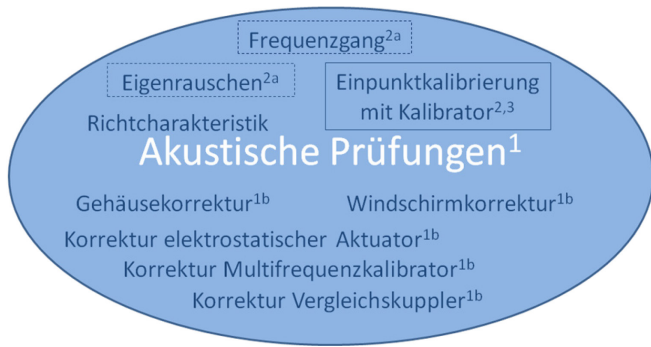 Frequenzgang2a
Eigenrauschen2a
Einpunktkalibrierung
mit Kalibrator2,3
Richtcharakteristik
Akustische Prüfungen1
Gehäusekorrektur1b
Windschirmkorrektur1b
Korrektur elektrostatischer Aktuator1b
Korrektur Multifrequenzkalibrator1b
Korrektur Vergleichskuppler1b